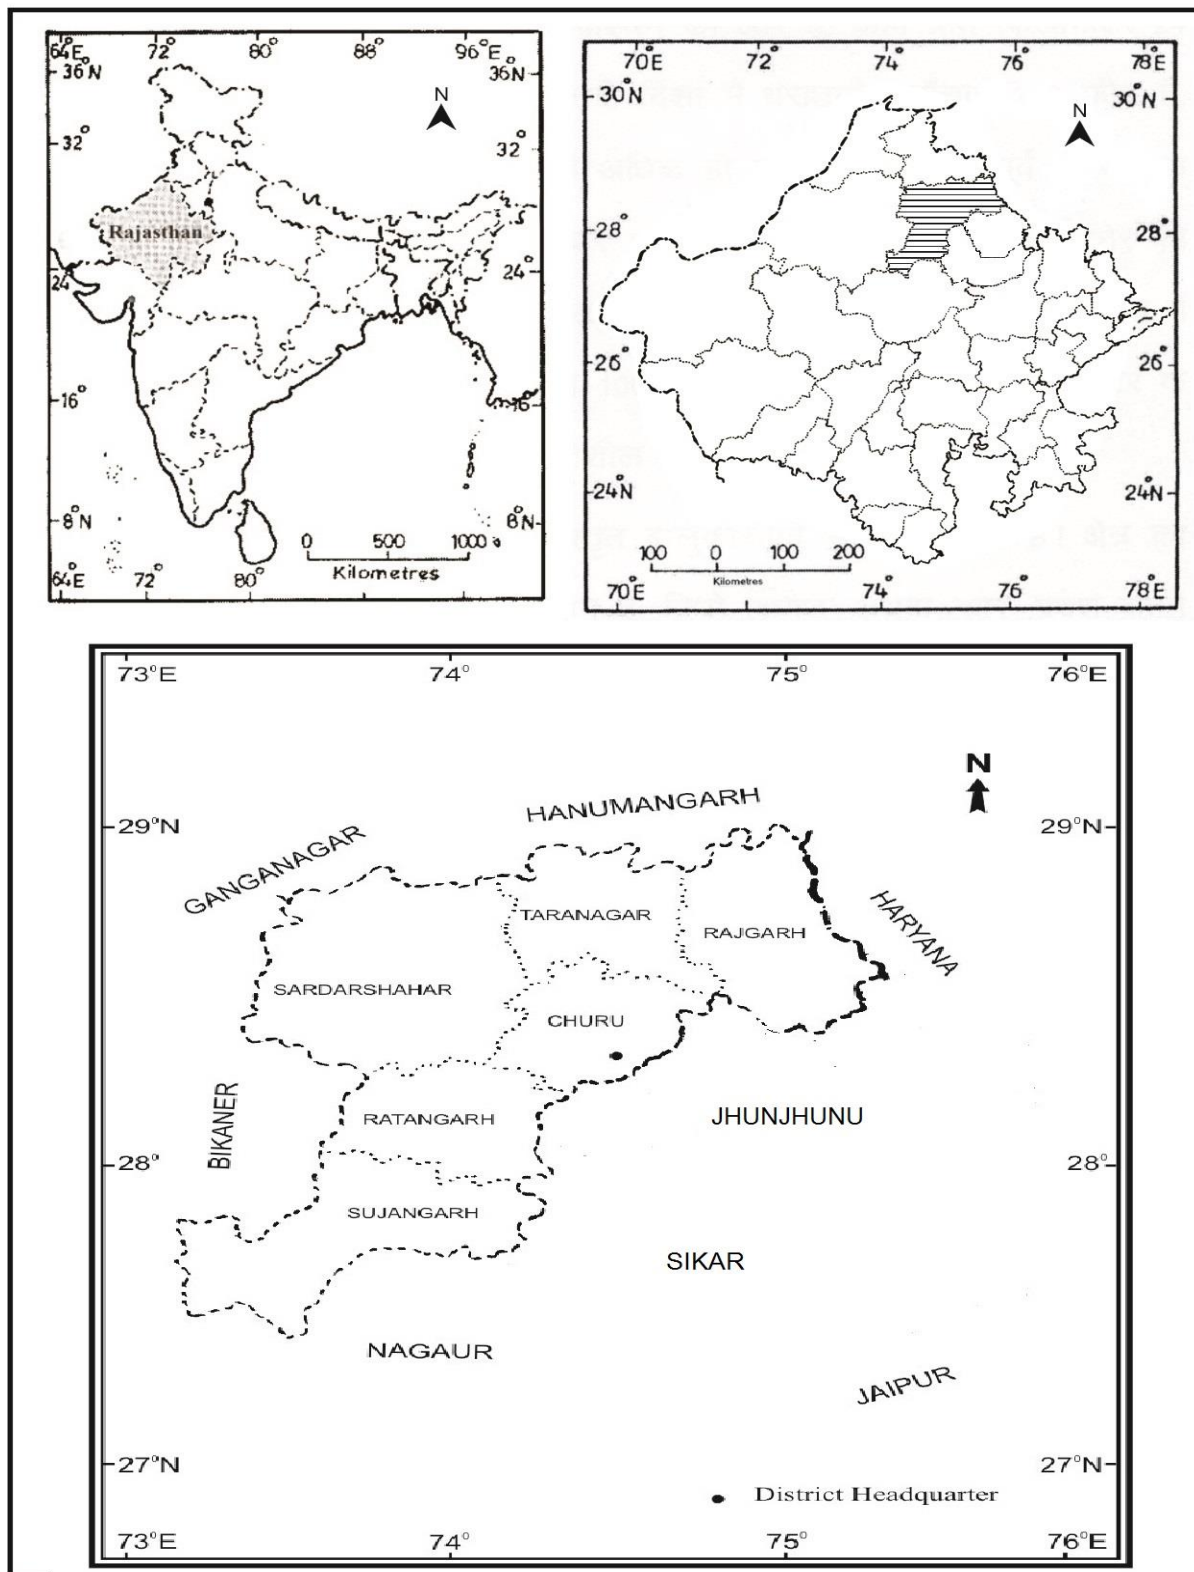 64°E 72° 80° 88° 96°E
36°N 36°N
N
32° 32°
Rajasthan
24° 24°
16° 16
8°N 8°N
0 500 1000
Kilometres
64°E 72° 80°
70°E 72° 74° 76° 78°E
30°N 30°N
N
28° 28°
26° 26°
24°N 24°N
100 0 100 200
Kilometres
70°E 74° 76° 78°E
73°E 74° 75° 76°E
N
HANUMANGARH
29°N 29°N
GANGANAGAR
HARYANA
TARANAGAR
RAJGARH
SARDARSHAHAR
CHURU
BIKANER
RATANGARH
JHUNJHUNU
28° 28°
SUJANGARH
SIKAR
NAGAUR
JAIPUR
27°N 27°N
District Headquarter
73°E 74° 75° 76°E